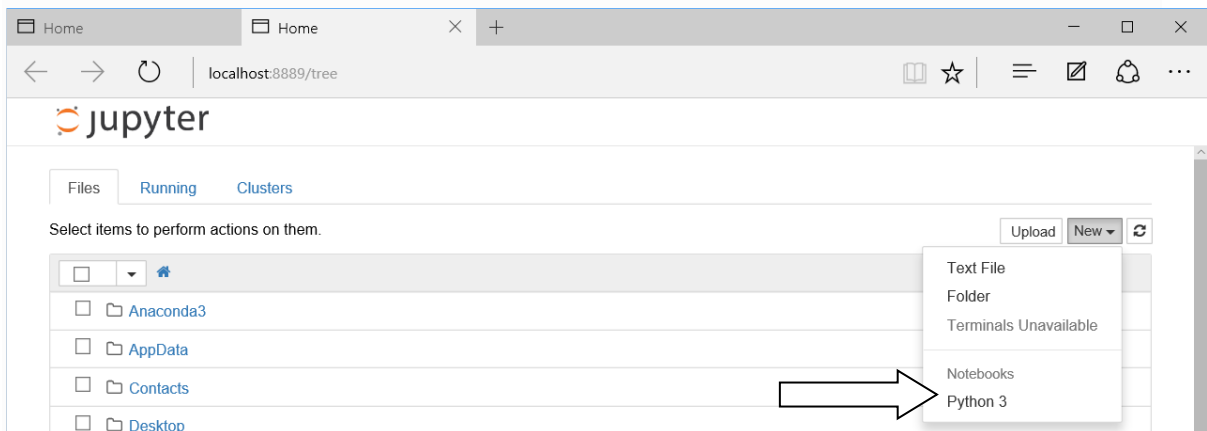 Home Home
localhost:8889/tree
jupyter
Files Running Clusters
Select items to perform actions on them.
Upload New
Text File
Folder
Terminals Unavailable
Notebooks
Python 3
Anaconda3
AppData
Contacts
Desktop